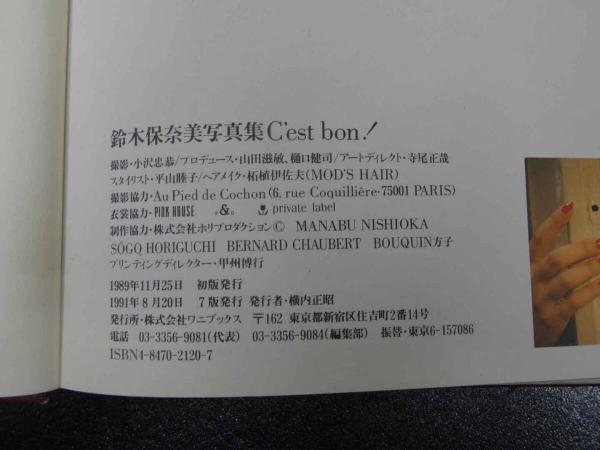 鈴木保奈美写真集C'est bon!
撮影・小沢忠恭/プロデュース・山田滋敏、樋口健司/アートディレクト・寺尾正哉
スタイリスト・平山睦子/ヘアメイク・柘植伊佐夫(MOD'S HAIR)
撮影協力・Au Pied de Cochon(6, rue Coquillière-75001 PARIS)
衣裳協力・PINK HOUSE &. private label
制作協力・株式会社ホリプロダクション© MANABU NISHIOKA
SŌGO HORIGUCHI BERNARD CHAUBERT BOUQUIN方子
プリンティングディレクター・甲州博行
1989年11月25日 初版発行
1991年8月20日 7版発行 発行者・横内正昭
発行所・株式会社ワニブックス 〒162 東京都新宿区住吉町2番14号
電話 03-3356-9081(代表) 03-3356-9084(編集部) 振替・東京6-157086
ISBN4-8470-2120-7